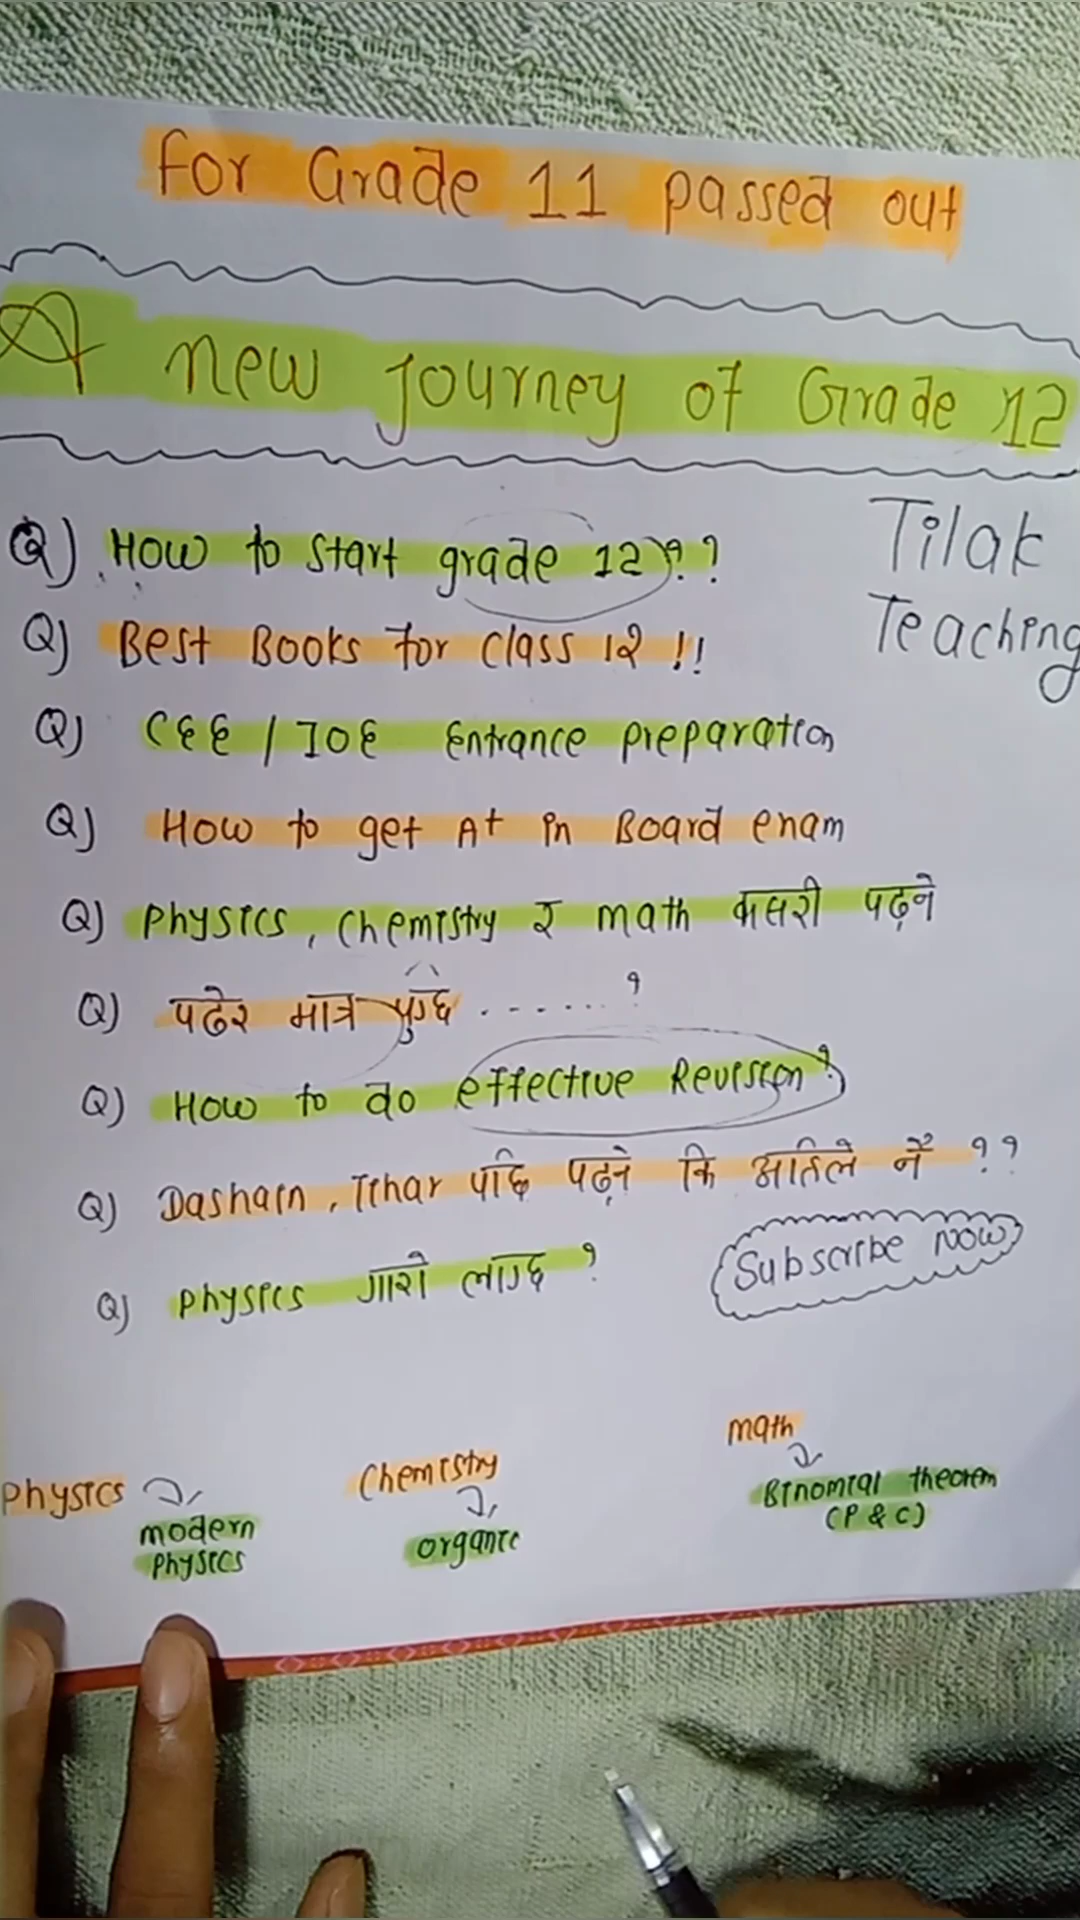 For Grade 11 passed out
A new journey of Grade 12
Q) How to start grade 12??
Tilak
Teaching
Q) Best Books for class 12 !!
Q) CEE / IOE Entrance preparation
Q) How to get A+ in Board enam
Q) Physics, Chemistry र math कसरी पढ्ने
Q) पढेर मात्र पुग्छ .......?
Q) How to do effective Revision?
Q) Dashain, Tihar पछि पढ्ने कि अहिले नै ??
Q) Physics गाह्रो लाग्छ ?
Subscribe Now
Physics
modern
Physics
Chemistry
organic
math
Binomial theorem
(P & C)